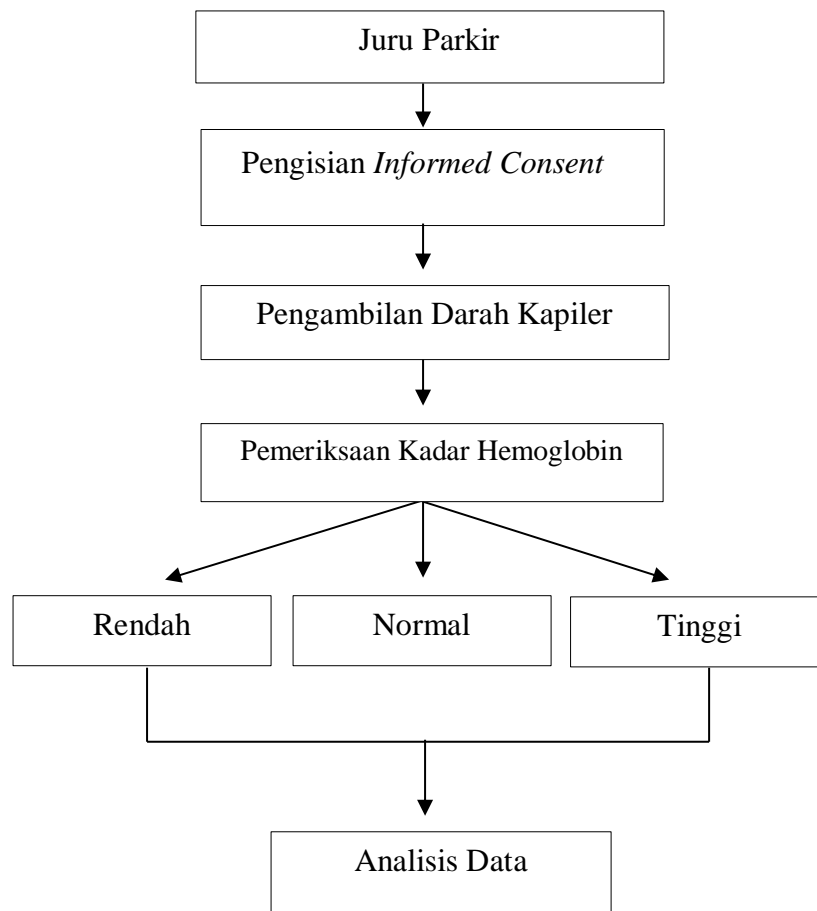 Juru Parkir
Pengisian Informed Consent
Pengambilan Darah Kapiler
Pemeriksaan Kadar Hemoglobin
Rendah
Normal
Tinggi
Analisis Data